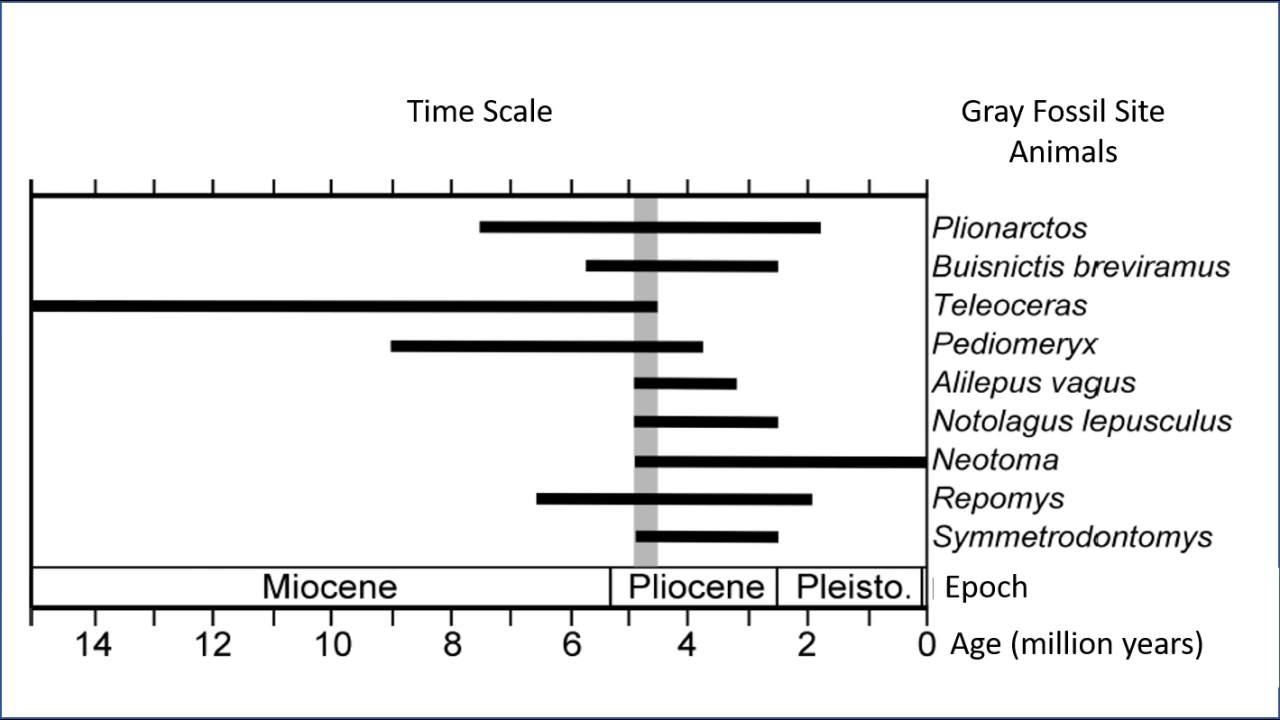 Time Scale
Gray Fossil Site
Animals
Plionarctos
Buisnictis breviramus
Teleoceras
Pediomeryx
Alilepus vagus
Notolagus lepusculus
Neotoma
Repomys
Symmetrodontomys
Miocene Pliocene Pleisto. Epoch
14 12 10 8 6 4 2 0 Age (million years)